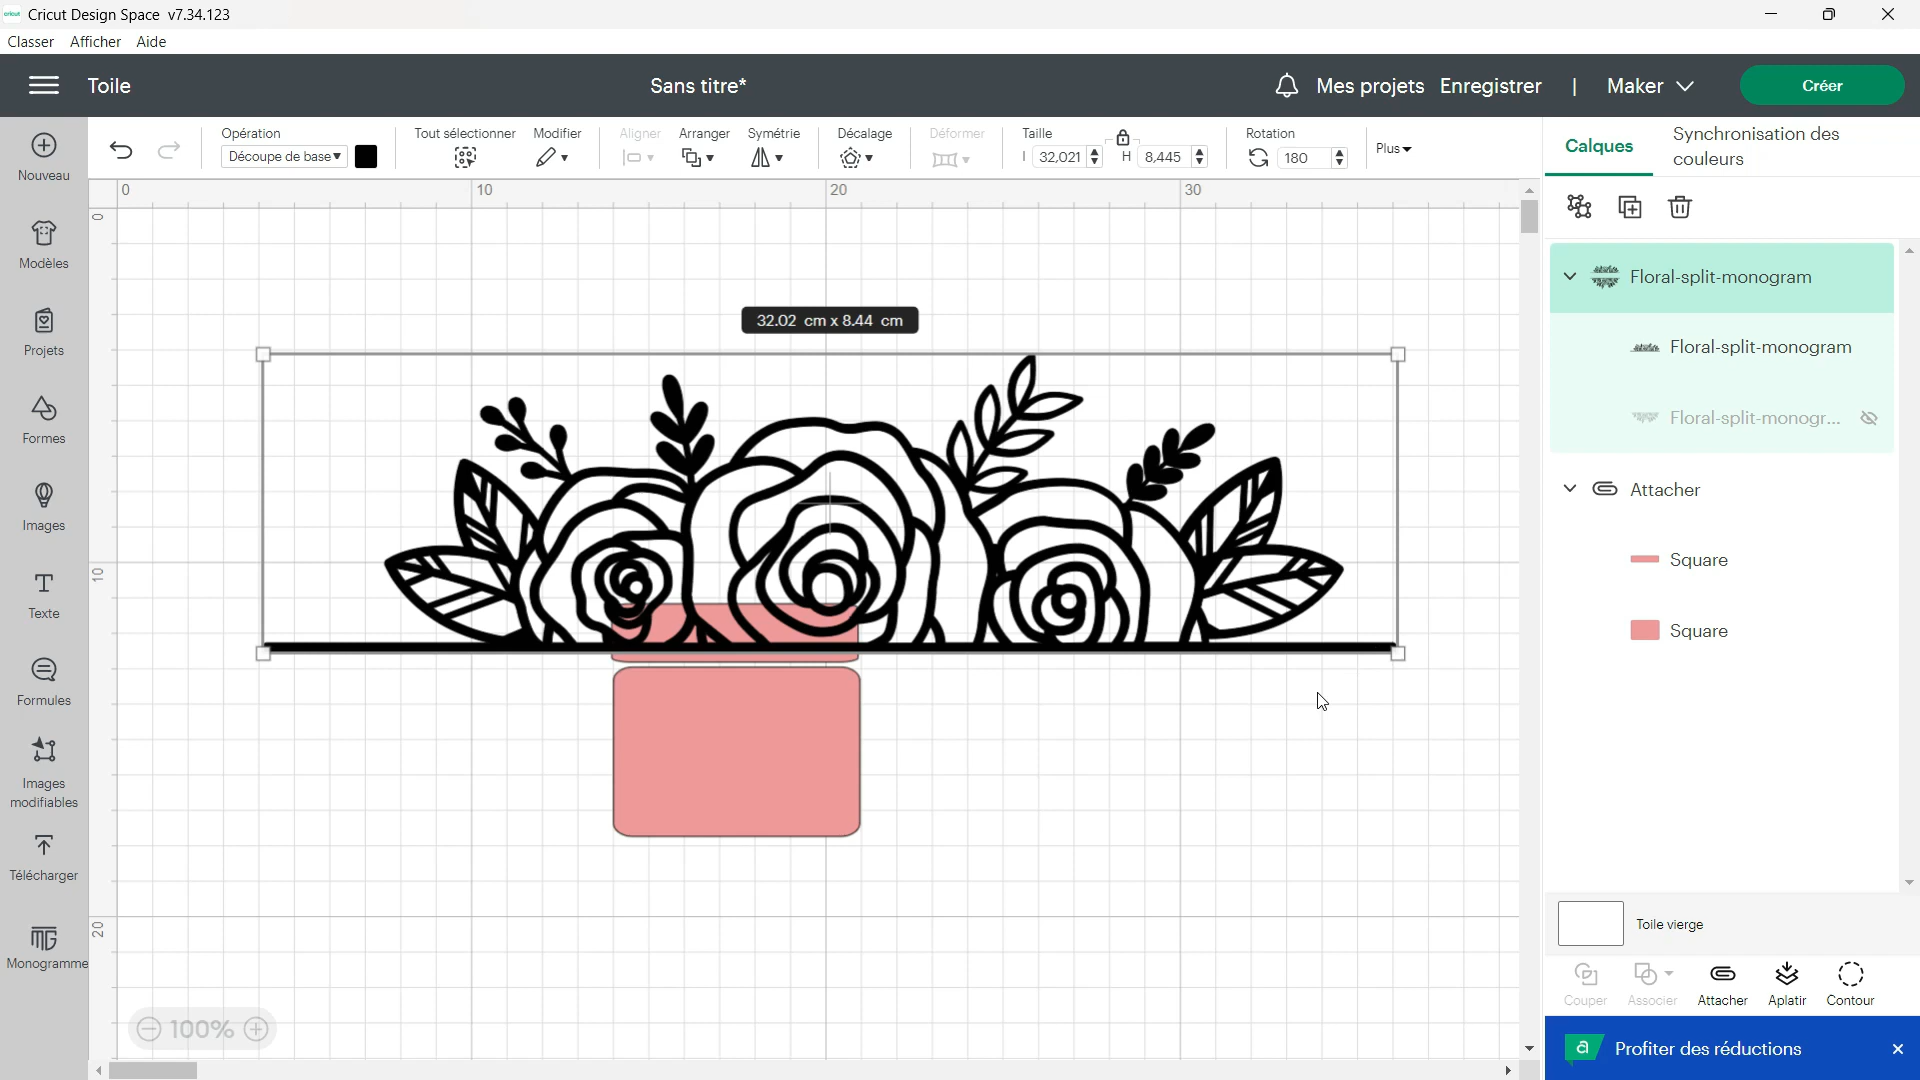 cricut Cricut Design Space v7.34.123
Classer Afficher Aide
Toile Sans titre* Mes projets Enregistrer | Maker Créer
Nouveau
Modèles
Projets
Formes
Images
Texte
Formules
Images
modifiables
Télécharger
Monogramme
Opération Tout sélectionner Modifier Aligner Arranger Symétrie Décalage Déformer Taille Rotation
Découpe de base I 32,021 H 8,445 180 Plus
0 10 20 30
0
10
20
32.02 cm x 8.44 cm
100%
Calques
Synchronisation des
couleurs
Floral-split-monogram
Floral-split-monogram
Floral-split-monogr...
Attacher
Square
Square
Toile vierge
Couper Associer Attacher Aplatir Contour
a Profiter des réductions